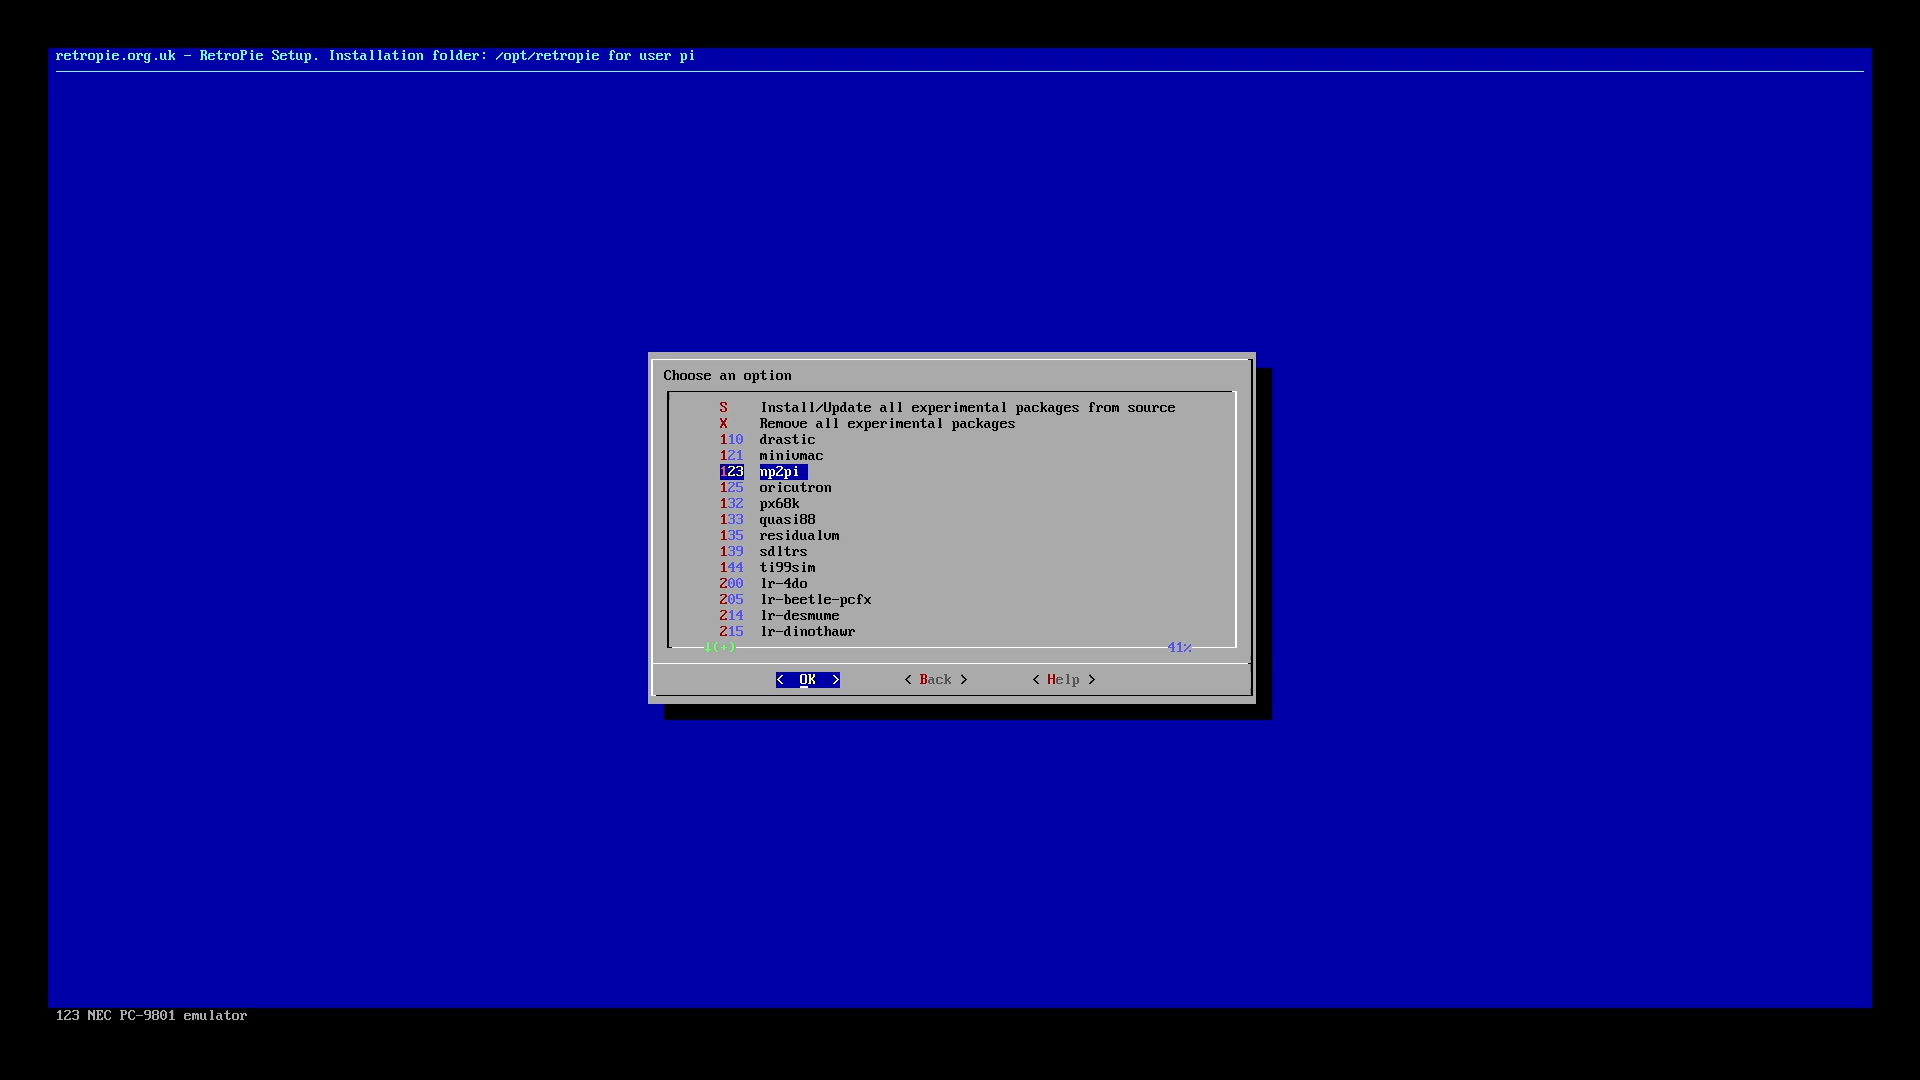 retropie.org.uk - RetroPie Setup. Installation folder: /opt/retropie for user pi
Choose an option
S Install/Update all experimental packages from source
X Remove all experimental packages
110 drastic
121 minivmac
123 np2pi
125 oricutron
132 px68k
133 quasi88
135 residualvm
139 sdltrs
144 ti99sim
200 lr-4do
205 lr-beetle-pcfx
214 lr-desmume
215 lr-dinothawr
↓(+) 41%
< OK > < Back > < Help >
123 NEC PC-9801 emulator